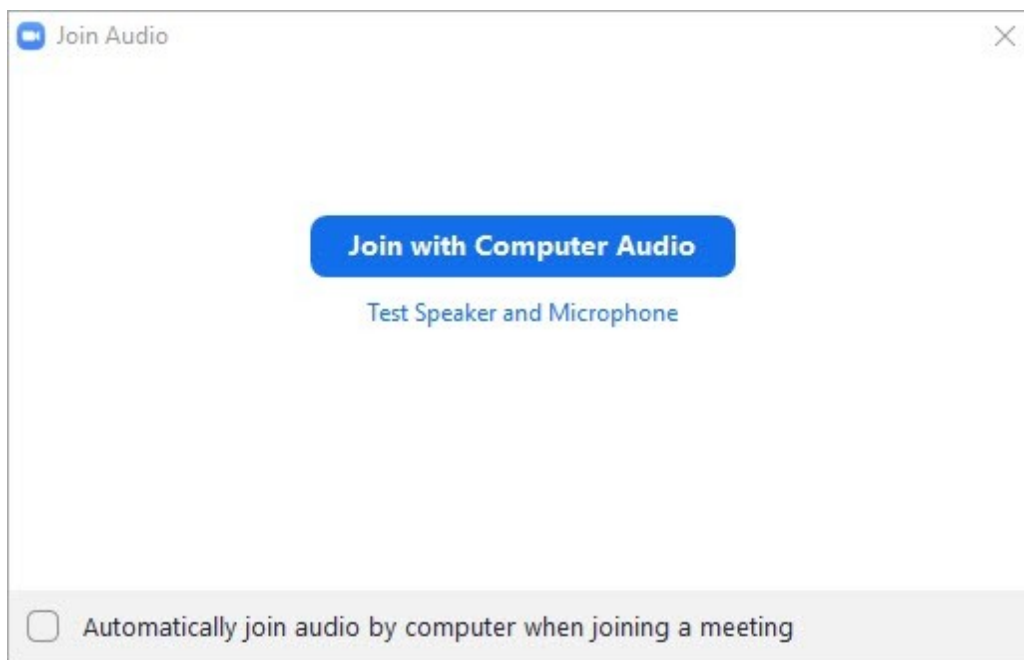 Join Audio
Join with Computer Audio
Test Speaker and Microphone
Automatically join audio by computer when joining a meeting